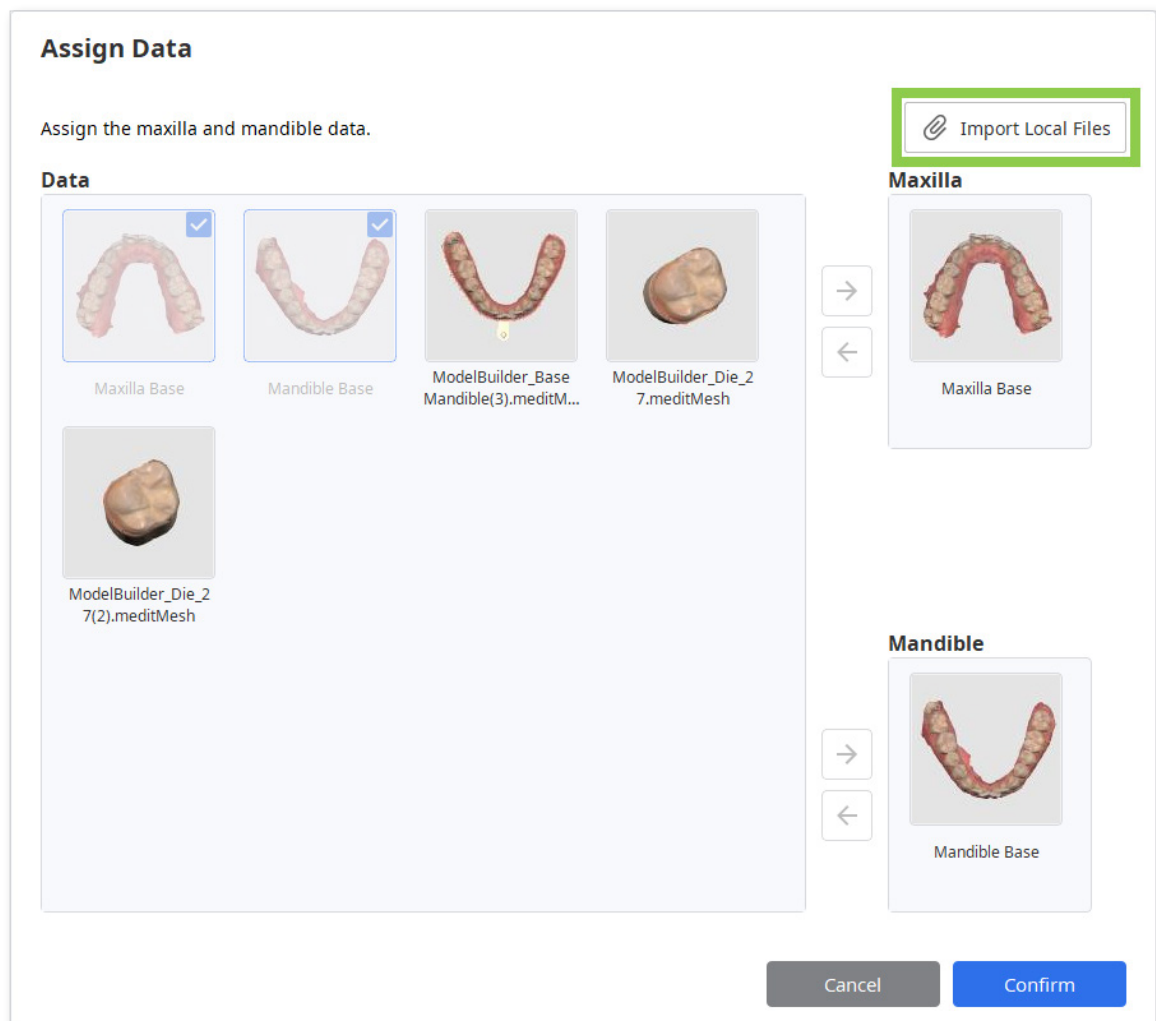 Assign Data
Assign the maxilla and mandible data.
Import Local Files
Data
Maxilla
Maxilla Base
Mandible Base
ModelBuilder_Base
Mandible(3).meditM...
ModelBuilder_Die_2
7.meditMesh
Maxilla Base
ModelBuilder_Die_2
7(2).meditMesh
Mandible
Mandible Base
Cancel
Confirm